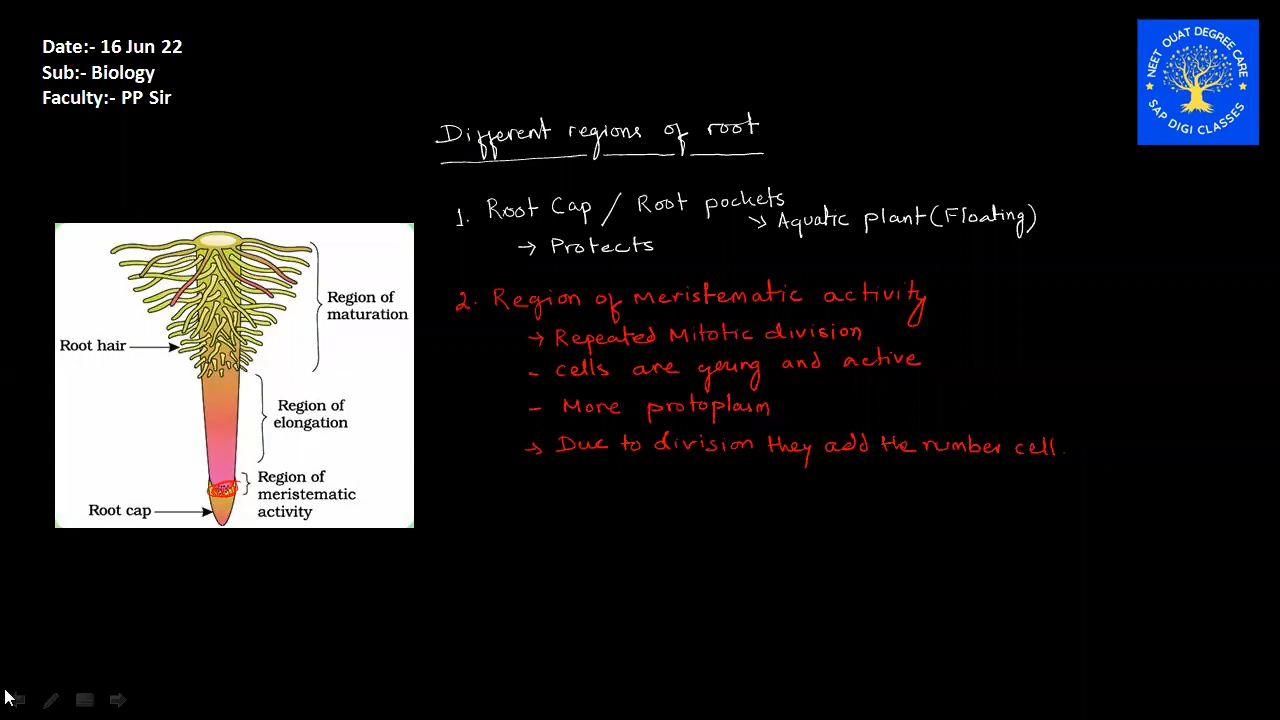 Date:- 16 Jun 22
Sub:- Biology
Faculty:- PP Sir
NEET OUAT DEGREE CARE
SAP DIGI CLASSES
Different regions of root
1. Root Cap / Root pockets
→ Aquatic plant (Floating)
→ Protects
2. Region of meristematic activity
→ Repeated Mitotic division
- cells are young and active
- More protoplasm
→ Due to division they add the number cell.
Region of
maturation
Root hair
Region of
elongation
Region of
meristematic
activity
Root cap